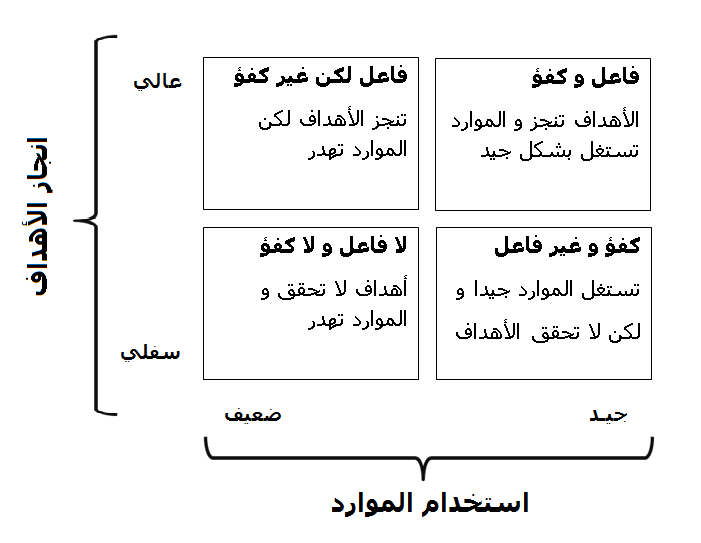 انجاز الأهداف
عالي
فاعل و كفؤ
الأهداف تنجز و الموارد
تستغل بشكل جيد
فاعل لكن غير كفؤ
تنجز الأهداف لكن
الموارد تهدر
سفلي
كفؤ و غير فاعل
تستغل الموارد جيدا و
لكن لا تحقق الأهداف
لا فاعل و لا كفؤ
أهداف لا تحقق و
الموارد تهدر
جيـد
ضعيف
استخدام الموارد